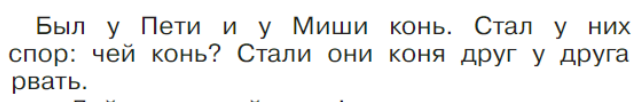 Был у Пети и у Миши конь. Стал у них
спор: чей конь? Стали они коня друг у друга
рвать.